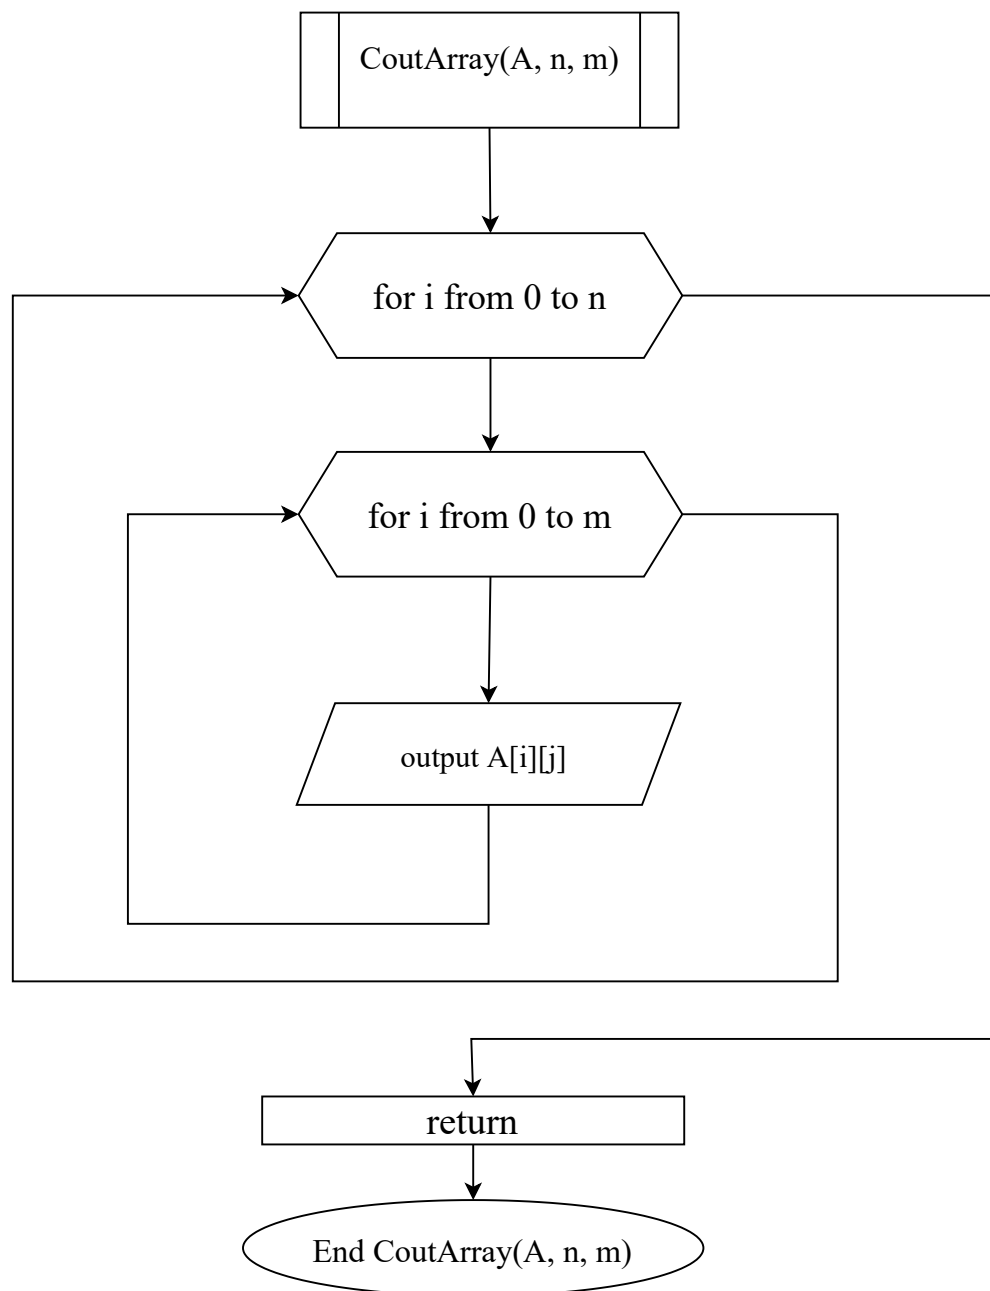 CoutArray(A, n, m)
for i from 0 to n
for i from 0 to m
output A[i][j]
return
End CoutArray(A, n, m)